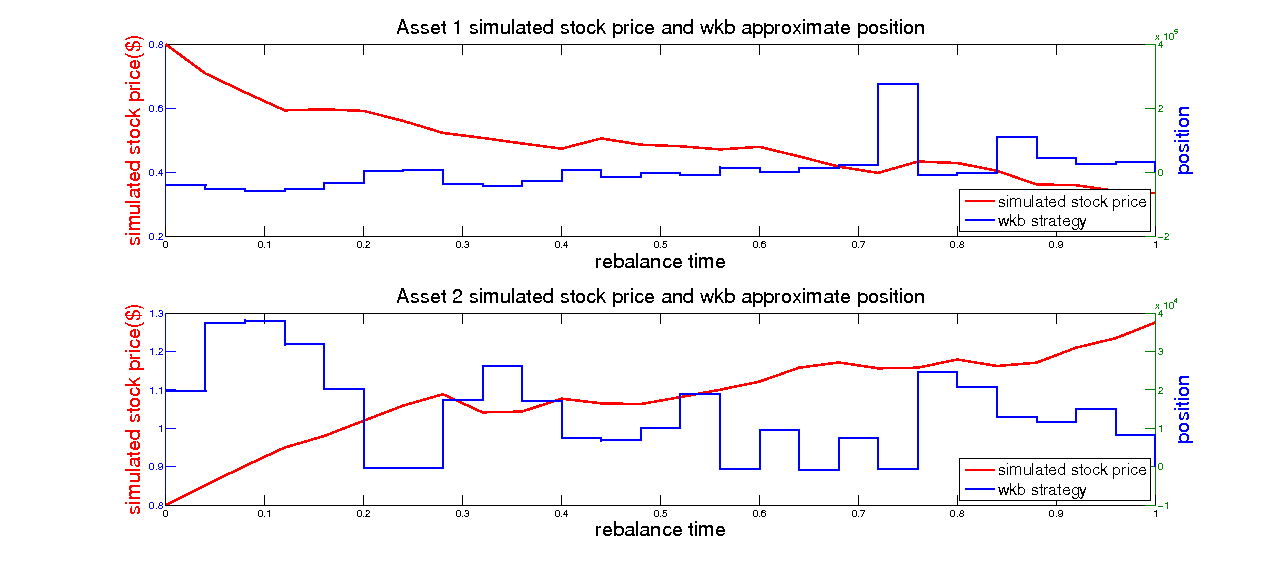 Asset 1 simulated stock price and wkb approximate position
x 10^5
simulated stock price($)
0.8
0.6
0.4
0.2
4
2
0
-2
position
simulated stock price
wkb strategy
0 0.1 0.2 0.3 0.4 0.5 0.6 0.7 0.8 0.9 1
rebalance time
Asset 2 simulated stock price and wkb approximate position
x 10^4
simulated stock price($)
1.3
1.2
1.1
1
0.9
0.8
4
3
2
1
0
-1
position
simulated stock price
wkb strategy
0 0.1 0.2 0.3 0.4 0.5 0.6 0.7 0.8 0.9 1
rebalance time